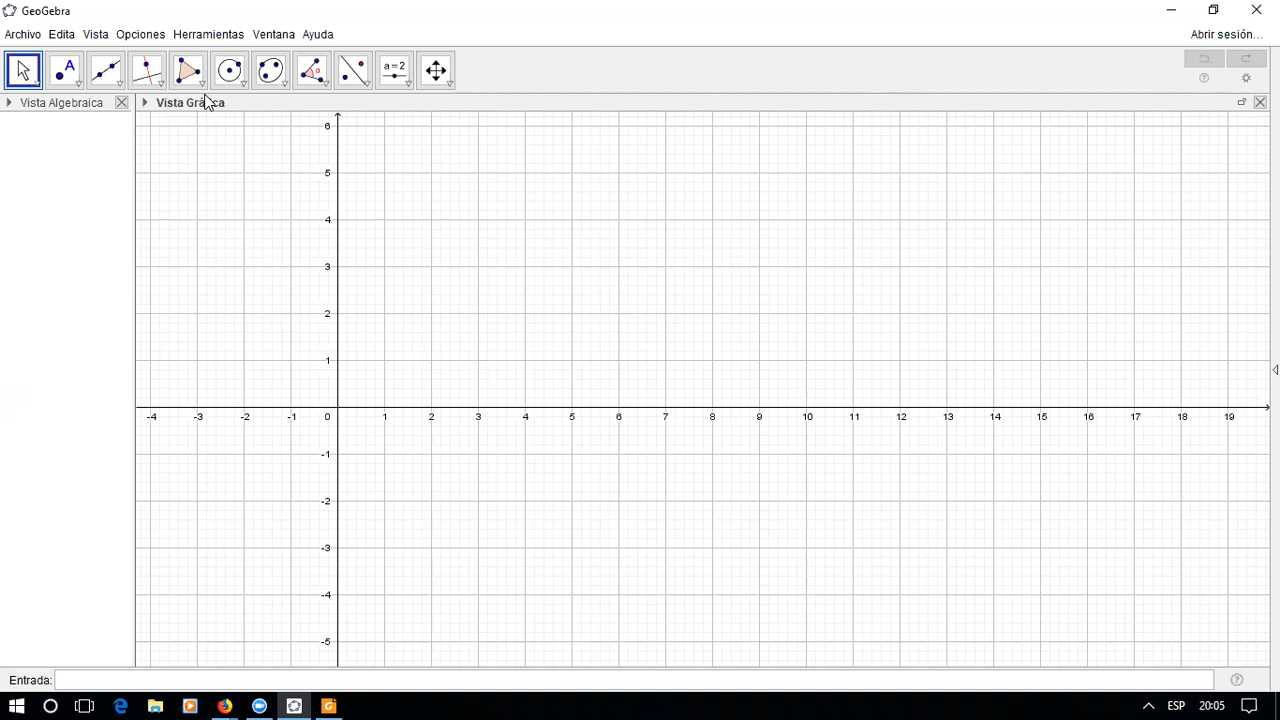 GeoGebra
Archivo Edita Vista Opciones Herramientas Ventana Ayuda Abrir sesión...
A α a=2
Vista Algebraica Vista Gráfica
6
5
4
3
2
1
-4 -3 -2 -1 0 1 2 3 4 5 6 7 8 9 10 11 12 13 14 15 16 17 18 19
-1
-2
-3
-4
-5
Entrada:
ESP 20:05